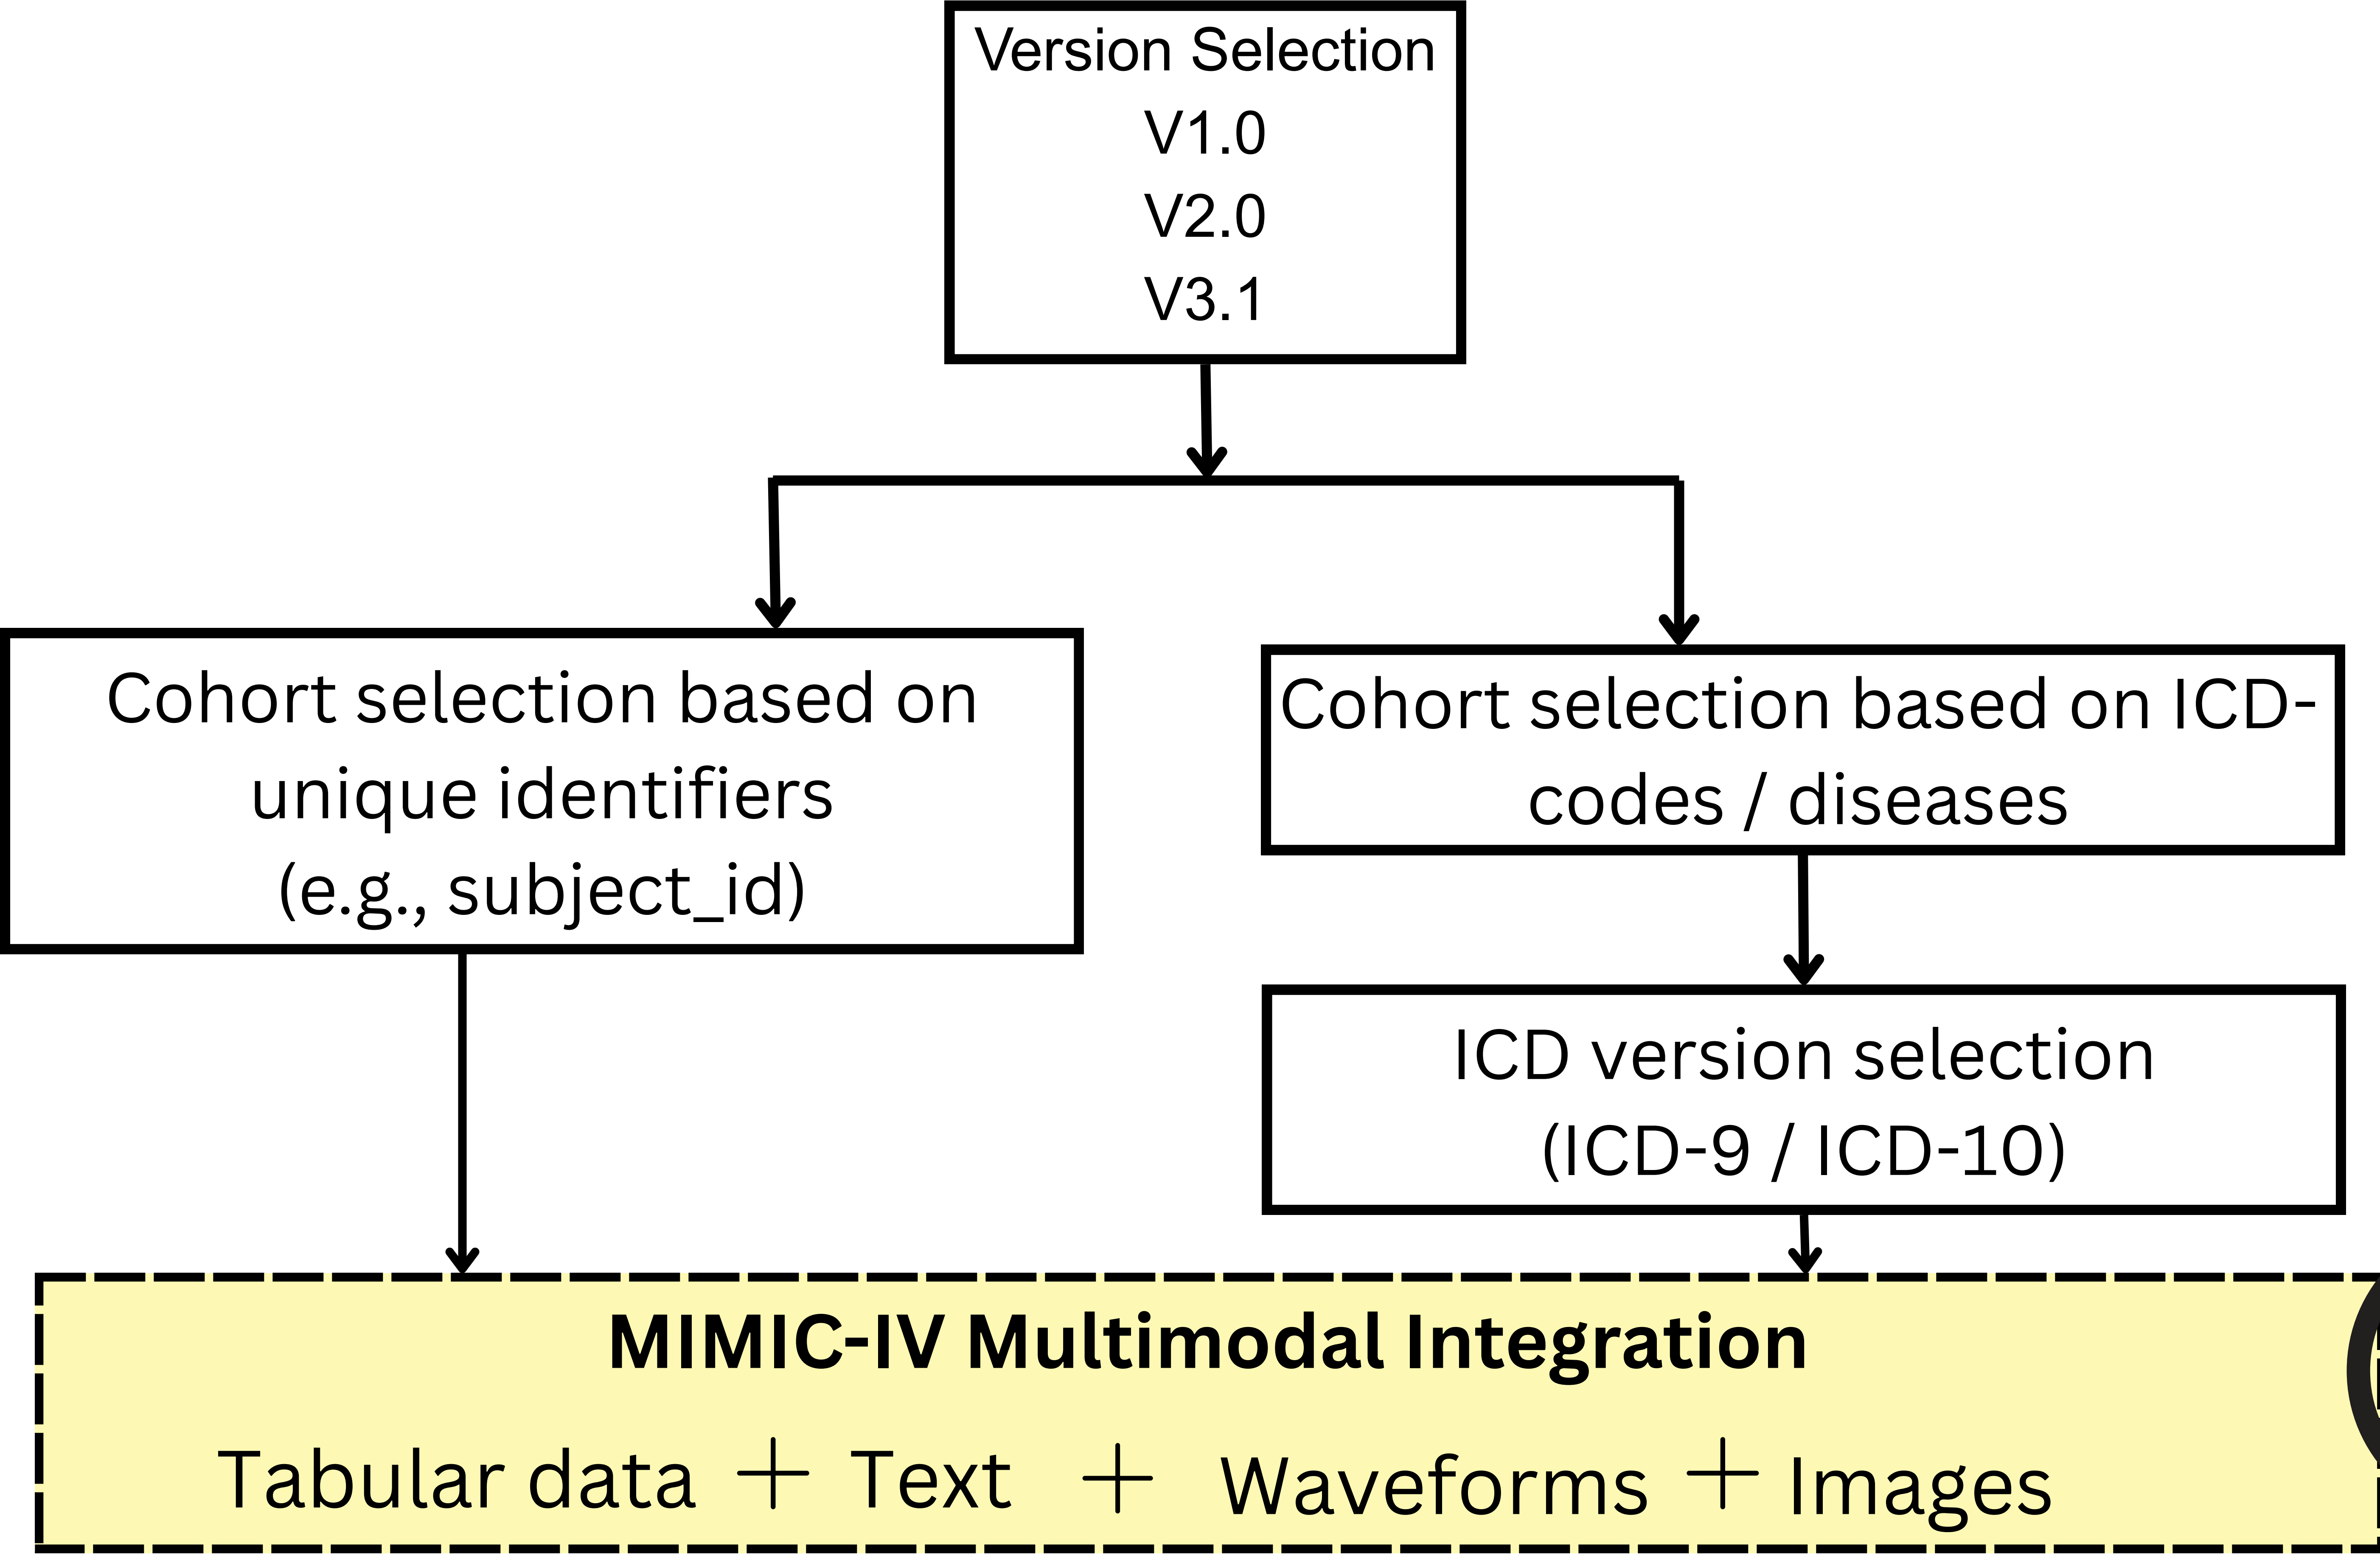 Version Selection
V1.0
V2.0
V3.1
Cohort selection based on
unique identifiers
(e.g., subject_id)
Cohort selection based on ICD-
codes / diseases
ICD version selection
(ICD-9 / ICD-10)
MIMIC-IV Multimodal Integration
Tabular data + Text + Waveforms + Images